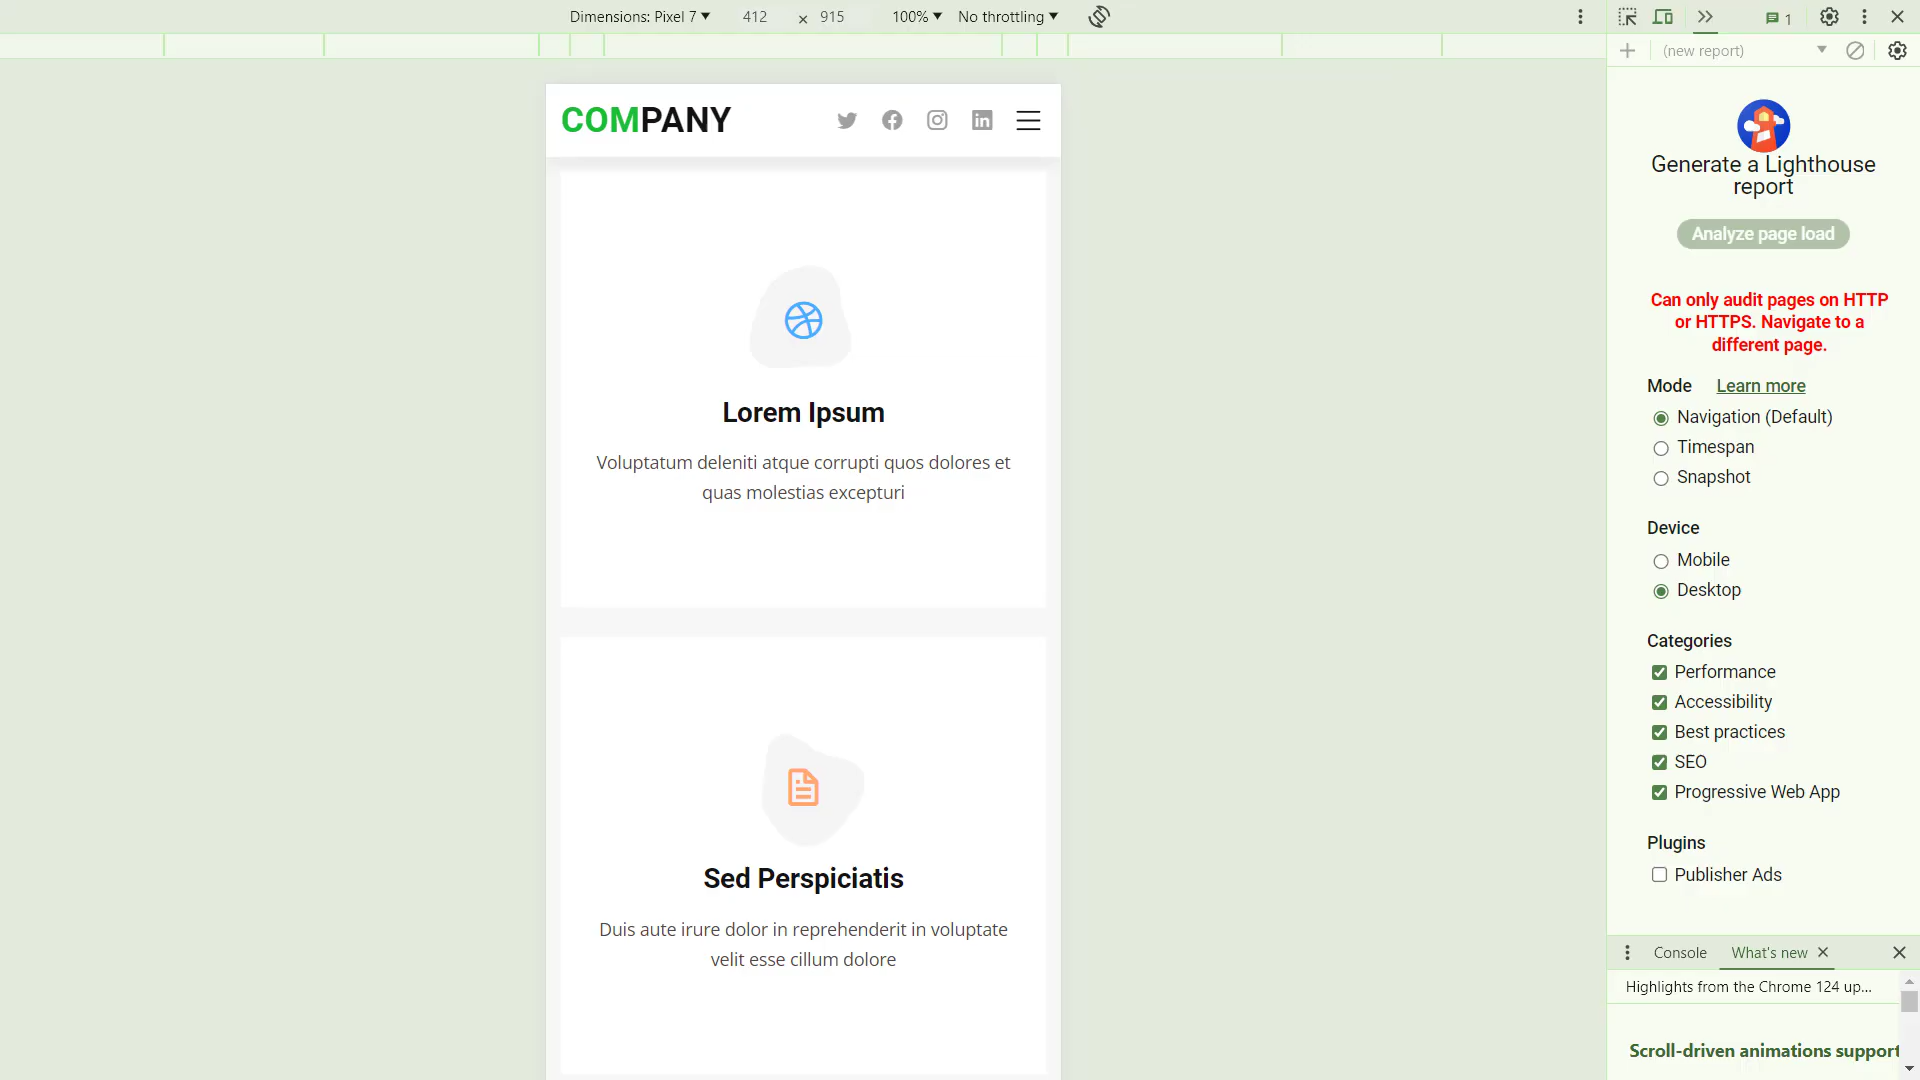 Dimensions: Pixel 7 412 × 915 100% No throttling
1
(new report)
COMPANY
Lorem Ipsum
Voluptatum deleniti atque corrupti quos dolores et
quas molestias excepturi
Sed Perspiciatis
Duis aute irure dolor in reprehenderit in voluptate
velit esse cillum dolore
Generate a Lighthouse
report
Analyze page load
Can only audit pages on HTTP
or HTTPS. Navigate to a
different page.
Mode Learn more
Navigation (Default)
Timespan
Snapshot
Device
Mobile
Desktop
Categories
Performance
Accessibility
Best practices
SEO
Progressive Web App
Plugins
Publisher Ads
Console What's new
Highlights from the Chrome 124 up...
Scroll-driven animations support